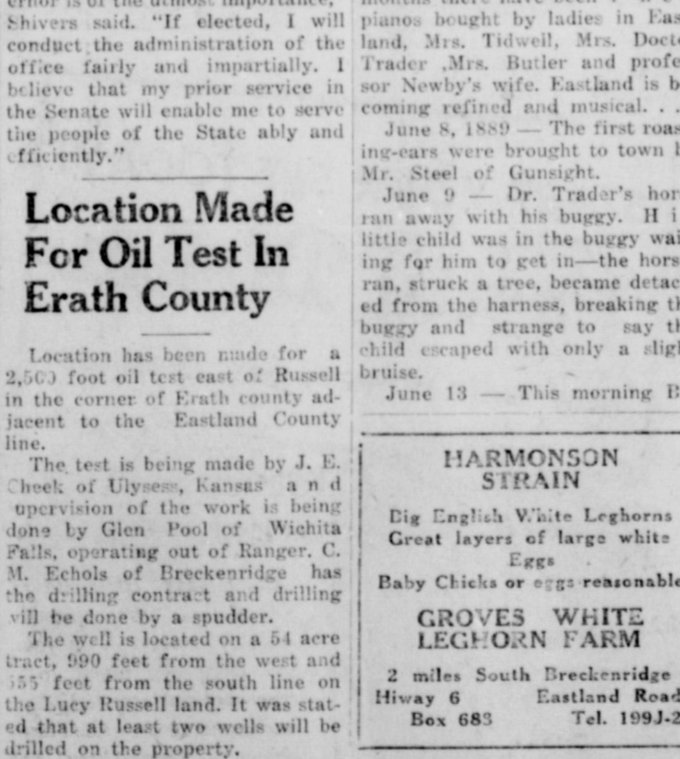 Shivers said. "If elected, I will
conduct the administration of the
office fairly and impartially. I
believe that my prior service in
the Senate will enable me to serve
the people of the State ably and
efficiently."
Location Made
For Oil Test In
Erath County
Location has been made for a
foot oil test east of Russell
in the corner of Erath county ad-
jacent to the Eastland County
line.
The test is being made by J. E.
Cheek of Ulysess, Kansas and
upervision of the work is being
done by Glen Pool of Wichita
Falls, operating out of Ranger. C.
M. Echols of Breckenridge has
the drilling contract and drilling
will be done by a spudder.
The well is located on a 54 acre
tract, 990 feet from the west and
feet from the south line on
the Lucy Russell land. It was stat-
ed that at least two wells will be
drilled on the property.
pianos bought by ladies in Eas
land, Mrs. Tidwell, Mrs. Doct
Trader ,Mrs. Butler and profe
sor Newby's wife. Eastland is b
coming refined and musical. . .
June 8, 1889 — The first roas
ing-ears were brought to town b
Mr. Steel of Gunsight.
June 9 — Dr. Trader's hor
ran away with his buggy. H i
little child was in the buggy wai
ing for him to get in—the hors
ran, struck a tree, became detac
ed from the harness, breaking th
buggy and strange to say th
child escaped with only a sligh
bruise.
June 13 — This morning B
HARMONSON
STRAIN
Big English White Leghorns
Great layers of large white
Eggs
Baby Chicks or eggs reasonable
GROVES WHITE
LEGHORN FARM
2 miles South Breckenridge
Hiway 6 Eastland Road
Box 683 Tel. 199J-2